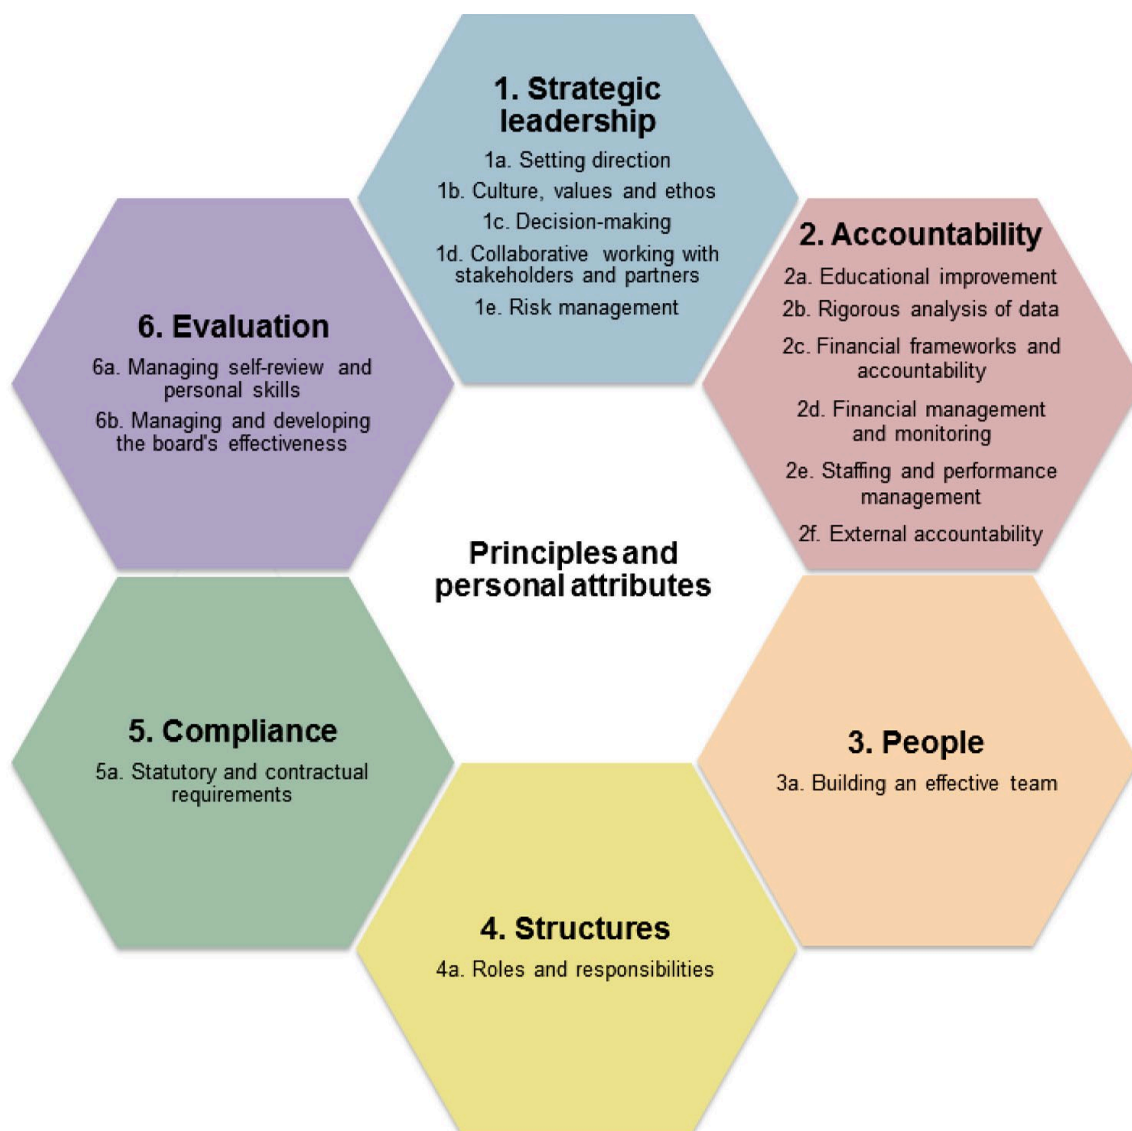 1. Strategic
leadership
1a. Setting direction
1b. Culture, values and ethos
1c. Decision-making
1d. Collaborative working with
stakeholders and partners
1e. Risk management
2. Accountability
2a. Educational improvement
2b. Rigorous analysis of data
2c. Financial frameworks and
accountability
2d. Financial management
and monitoring
2e. Staffing and performance
management
2f. External accountability
3. People
3a. Building an effective team
4. Structures
4a. Roles and responsibilities
5. Compliance
5a. Statutory and contractual
requirements
6. Evaluation
6a. Managing self-review and
personal skills
6b. Managing and developing
the board's effectiveness
Principles and
personal attributes